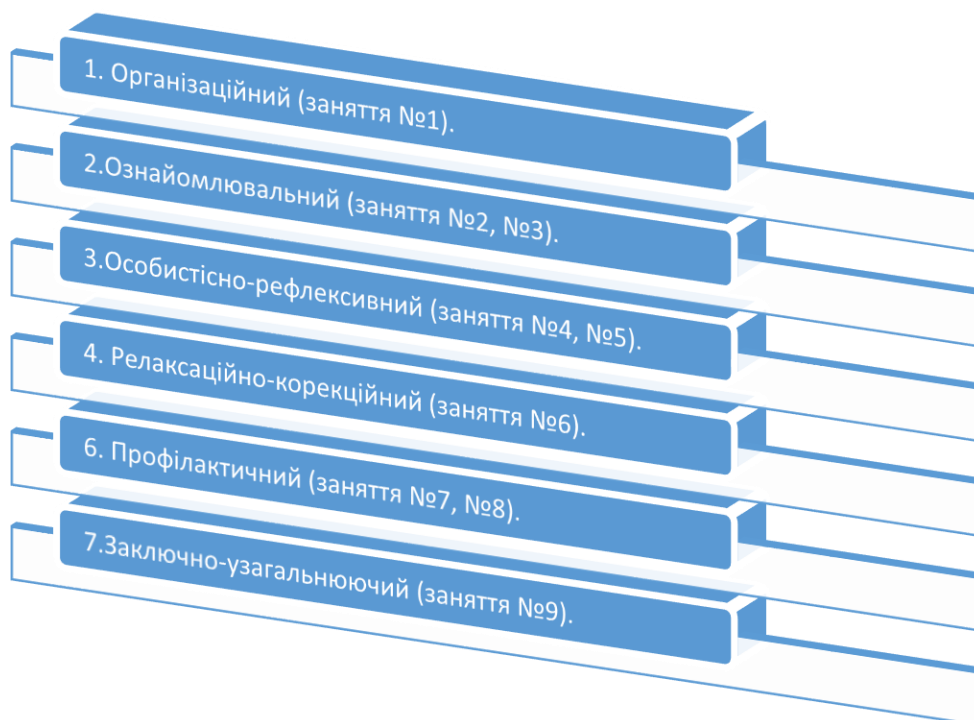 1. Організаційний (заняття №1).
2.Ознайомлювальний (заняття №2, №3).
3.Особистісно-рефлексивний (заняття №4, №5).
4. Релаксаційно-корекційний (заняття №6).
6. Профілактичний (заняття №7, №8).
7.Заключно-узагальнюючий (заняття №9).